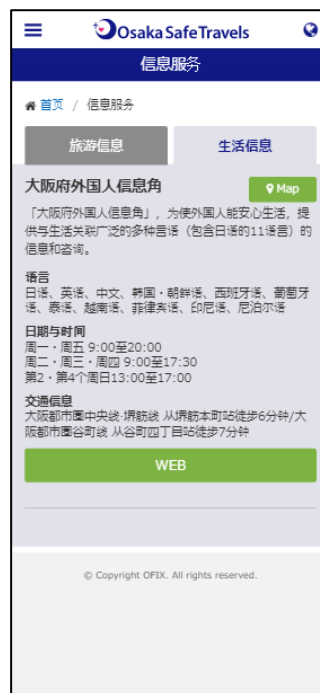 Osaka Safe Travels
信息服务
首页 / 信息服务
旅游信息
生活信息
大阪府外国人信息角
Map
「大阪府外国人信息角」，为使外国人能安心生活，提
供与生活关联广泛的多种言语（包含日语的11语言）的
信息和咨询。
语言
日语、英语、中文、韩国・朝鲜语、西班牙语、葡萄牙
语、泰语、越南语、菲律宾语、印尼语、尼泊尔语
日期与时间
周一・周五 9:00至20:00
周二・周三・周四 9:00至17:30
第2・第4个周日13:00至17:00
交通信息
大阪都市圏中央线·堺筋线 从堺筋本町站徒步6分钟/大
阪都市圏谷町线 从谷町四丁目站徒步7分钟
WEB
© Copyright OFIX. All rights reserved.